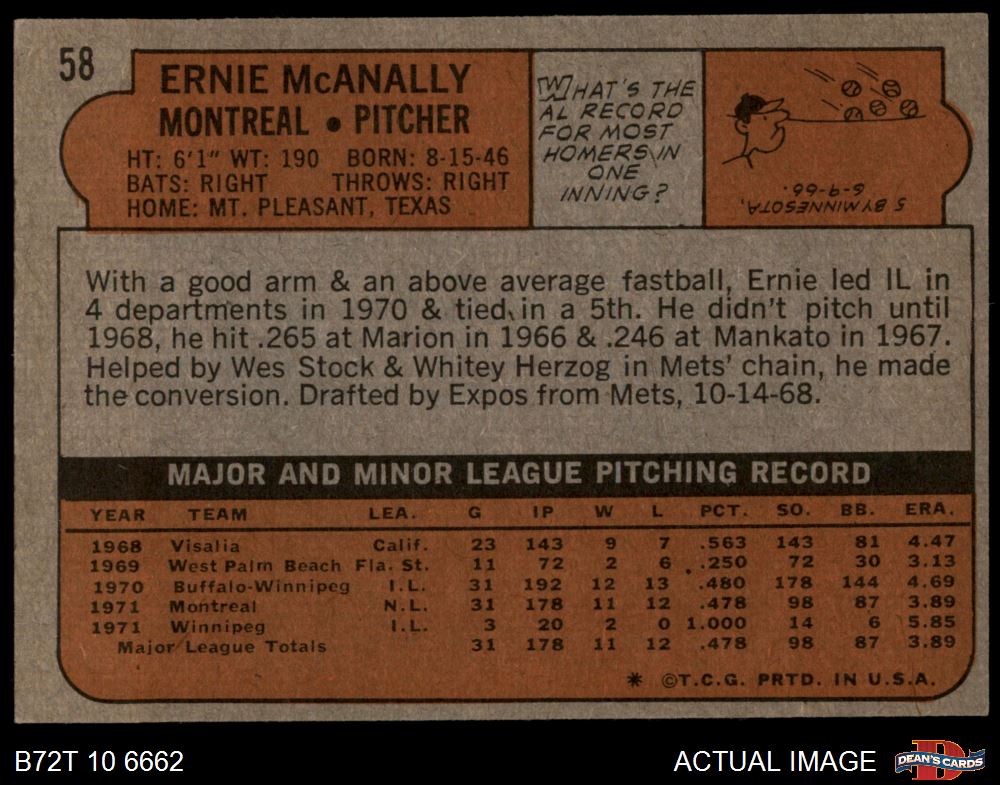 58
ERNIE McANALLY
MONTREAL • PITCHER
HT: 6'1" WT: 190 BORN: 8-15-46
BATS: RIGHT THROWS: RIGHT
HOME: MT. PLEASANT, TEXAS
WHAT'S THE
AL RECORD
FOR MOST
HOMERS IN
ONE
INNING?
5 BY MINNESOTA,
6-9-66.
With a good arm & an above average fastball, Ernie led IL in
4 departments in 1970 & tied in a 5th. He didn't pitch until
1968, he hit .265 at Marion in 1966 & .246 at Mankato in 1967.
Helped by Wes Stock & Whitey Herzog in Mets' chain, he made
the conversion. Drafted by Expos from Mets, 10-14-68.
MAJOR AND MINOR LEAGUE PITCHING RECORD
YEAR TEAM LEA. G IP W L PCT. SO. BB. ERA.
1968 Visalia Calif. 23 143 9 7 .563 143 81 4.47
1969 West Palm Beach Fla. St. 11 72 2 6 .250 72 30 3.13
1970 Buffalo-Winnipeg I.L. 31 192 12 13 .480 178 144 4.69
1971 Montreal N.L. 31 178 11 12 .478 98 87 3.89
1971 Winnipeg I.L. 3 20 2 0 1.000 14 6 5.85
Major League Totals 31 178 11 12 .478 98 87 3.89
* ©T.C.G. PRTD. IN U.S.A.
B72T 10 6662
ACTUAL IMAGE
DEAN'S CARDS